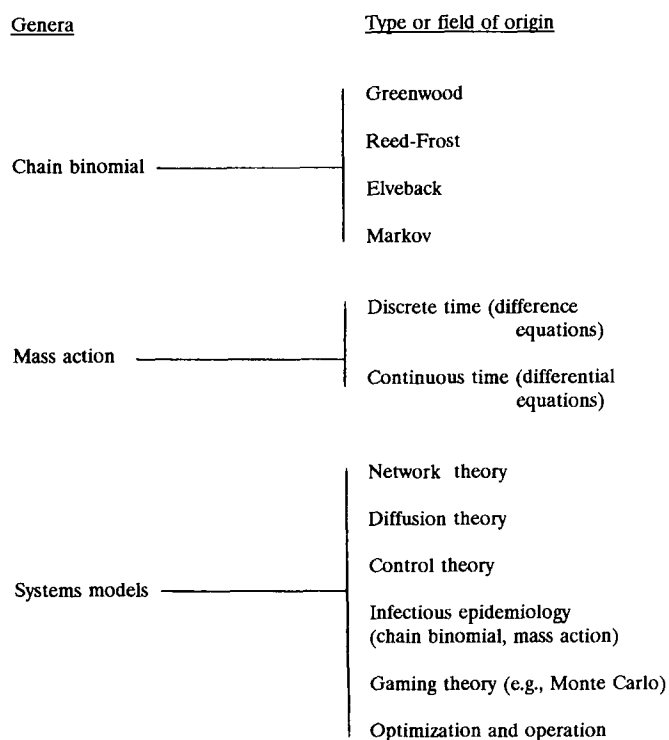 Genera
Type or field of origin
Chain binomial
Greenwood
Reed-Frost
Elveback
Markov
Mass action
Discrete time (difference
equations)
Continuous time (differential
equations)
Systems models
Network theory
Diffusion theory
Control theory
Infectious epidemiology
(chain binomial, mass action)
Gaming theory (e.g., Monte Carlo)
Optimization and operation